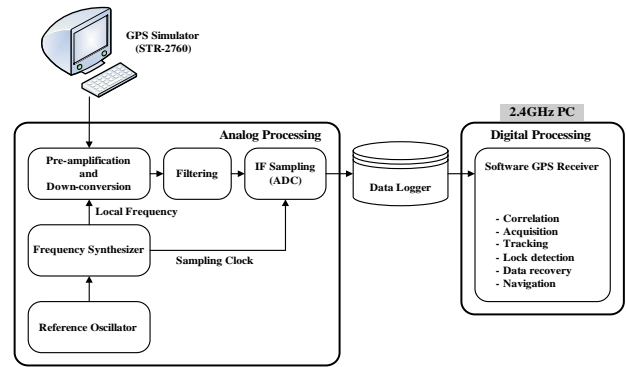 GPS Simulator
(STR-2760)
2.4GHz PC
Analog Processing
Digital Processing
Pre-amplification
and
Down-conversion
Filtering
IF Sampling
(ADC)
Data Logger
Software GPS Receiver
Local Frequency
Frequency Synthesizer
Sampling Clock
Reference Oscillator
- Correlation
- Acquisition
- Tracking
- Lock detection
- Data recovery
- Navigation